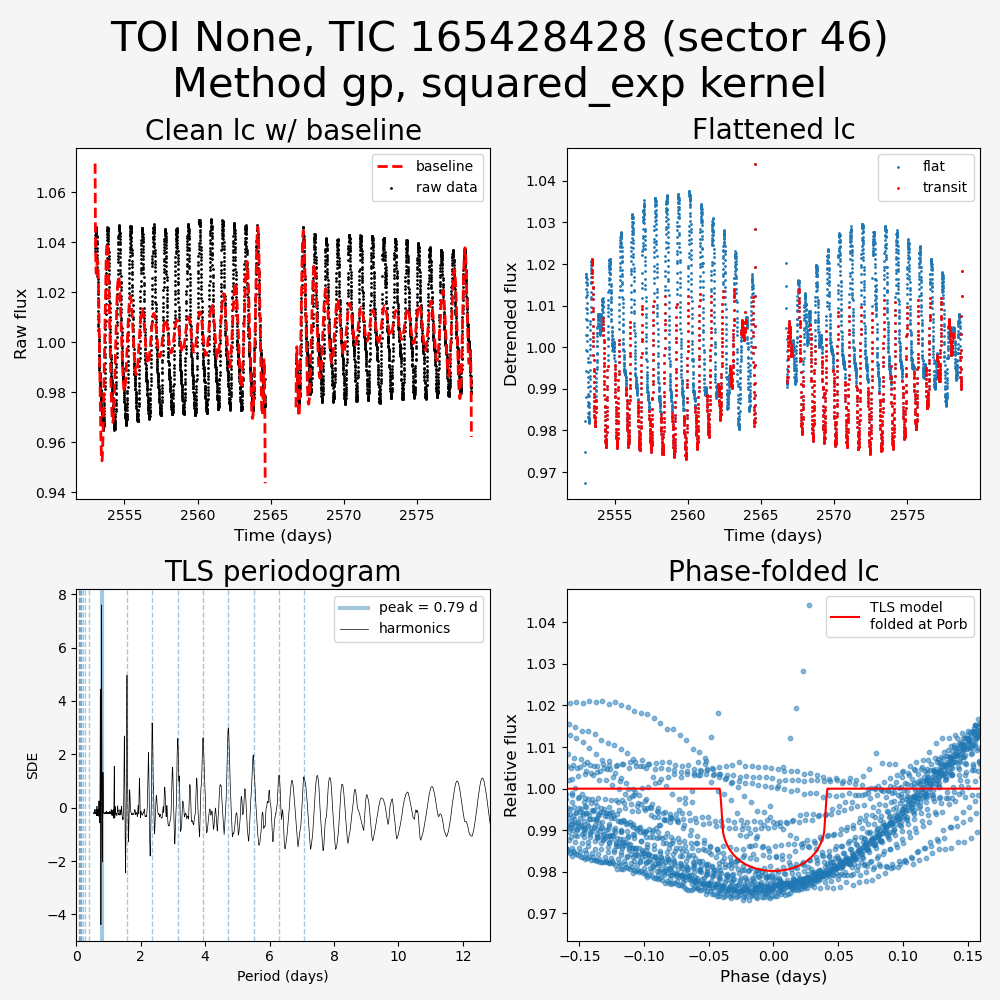 TOI None, TIC 165428428 (sector 46)
Method gp, squared_exp kernel
Clean lc w/ baseline
baseline
raw data
1.06
1.04
1.02
1.00
0.98
0.96
0.94
Raw flux
2555 2560 2565 2570 2575
Time (days)
Flattened lc
flat
transit
1.04
1.03
1.02
1.01
1.00
0.99
0.98
0.97
Detrended flux
2555 2560 2565 2570 2575
Time (days)
TLS periodogram
peak = 0.79 d
harmonics
8
6
4
2
0
−2
−4
SDE
0 2 4 6 8 10 12
Period (days)
Phase-folded lc
TLS model
folded at Porb
1.04
1.03
1.02
1.01
1.00
0.99
0.98
0.97
Relative flux
−0.15 −0.10 −0.05 0.00 0.05 0.10 0.15
Phase (days)